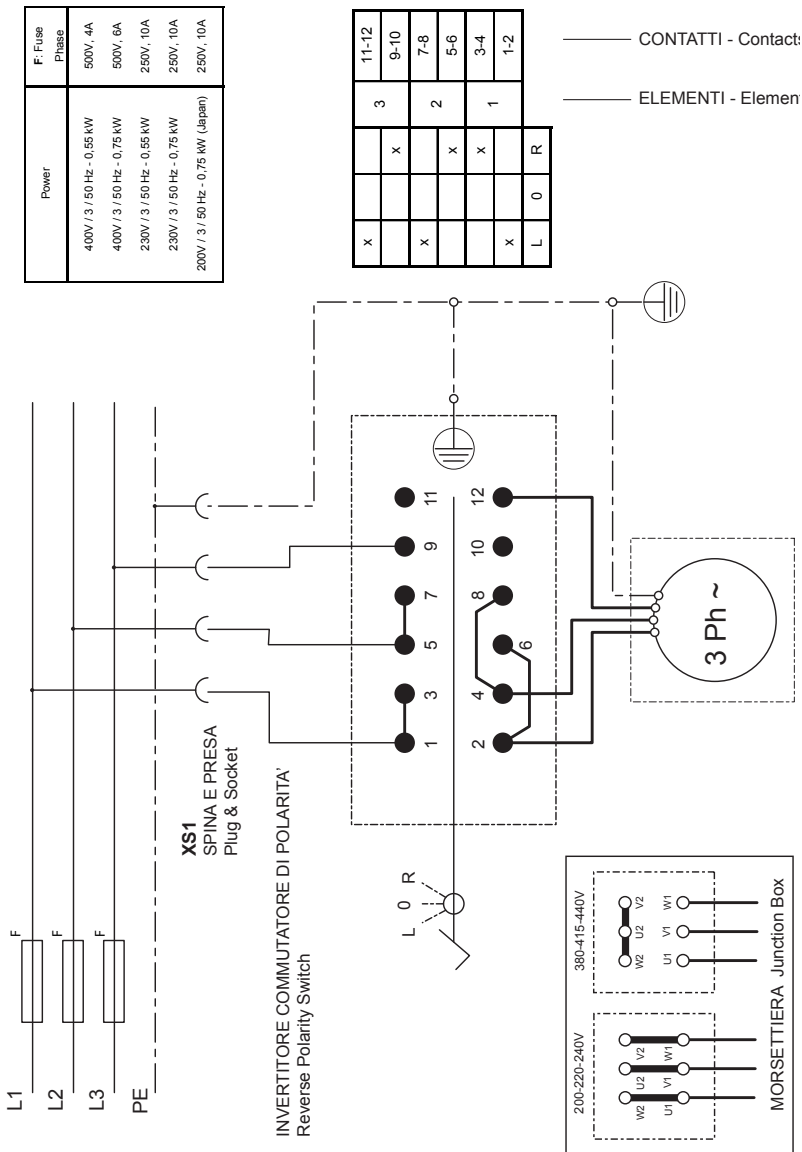 F: Fuse
Phase
Power
500V, 4A
400V / 3 / 50 Hz - 0,55 kW
500V, 6A
400V / 3 / 50 Hz - 0,75 kW
250V, 10A
230V / 3 / 50 Hz - 0,55 kW
250V, 10A
230V / 3 / 50 Hz - 0,75 kW
250V, 10A
200V / 3 / 50 Hz - 0,75 kW (Japan)
11-12
9-10
7-8
5-6
3-4
1-2
3
2
1
x
x
x
R
0
x
x
x
L
CONTATTI - Contacts
ELEMENTI - Element
L1
F
L2
F
L3
F
PE
XS1
SPINA E PRESA
Plug & Socket
INVERTITORE COMMUTATORE DI POLARITA'
Reverse Polarity Switch
L
0
R
1
3
5
7
9
11
2
4
6
8
10
12
3 Ph ~
200-220-240V
W2
U2
V2
U1
V1
W1
380-415-440V
W2
U2
V2
U1
V1
W1
MORSETTIERA Junction Box